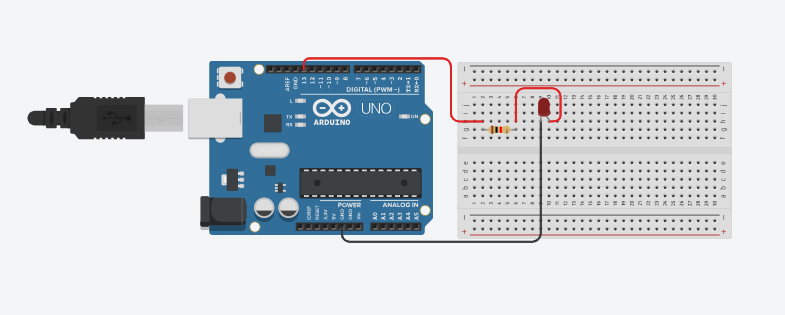 AREF
GND
13
12
~11
~10
~9
8
7
~6
~5
4
~3
2
TX→1
RX←0
DIGITAL (PWM~)
L
TX
RX
UNO
ARDUINO
ON
POWER
ANALOG IN
IOREF
RESET
3.3V
5V
GND
GND
Vin
A0
A1
A2
A3
A4
A5
j
i
h
g
f
e
d
c
b
a